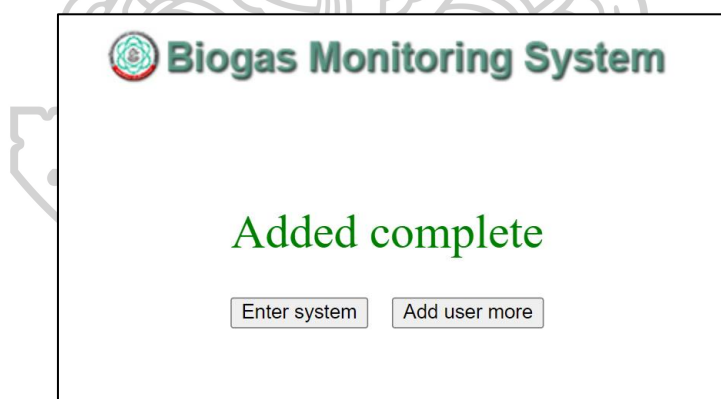 Biogas Monitoring System
Added complete
Enter system Add user more